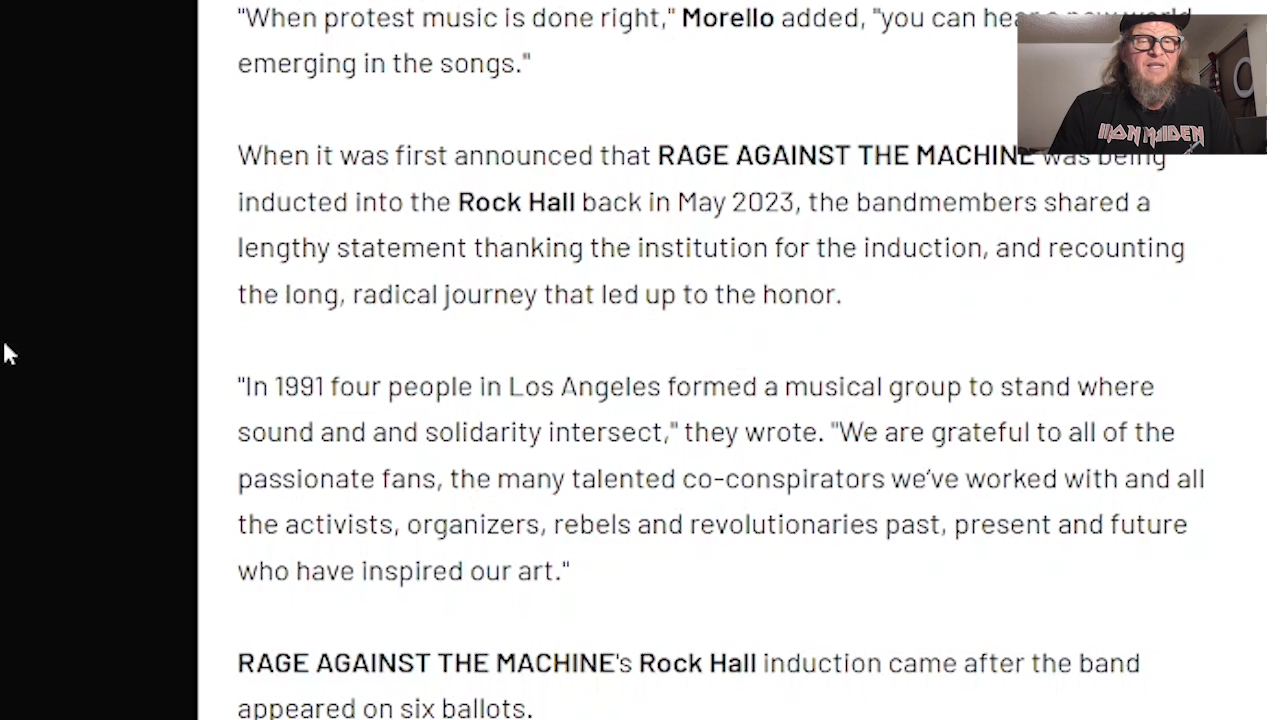 "When protest music is done right," Morello added, "you can hear a new world
emerging in the songs."
When it was first announced that RAGE AGAINST THE MACHINE was being
inducted into the Rock Hall back in May 2023, the bandmembers shared a
lengthy statement thanking the institution for the induction, and recounting
the long, radical journey that led up to the honor.
"In 1991 four people in Los Angeles formed a musical group to stand where
sound and and solidarity intersect," they wrote. "We are grateful to all of the
passionate fans, the many talented co-conspirators we've worked with and all
the activists, organizers, rebels and revolutionaries past, present and future
who have inspired our art."
RAGE AGAINST THE MACHINE's Rock Hall induction came after the band
appeared on six ballots.
IRON MAIDEN